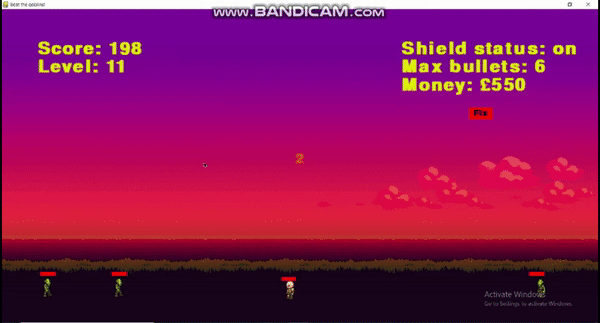 Beat the goblins!
www.BANDICAM.com
Score: 198
Level: 11
Shield status: on
Max bullets: 6
Money: £550
Fix
2
Activate Windows
Go to Settings to activate Windows.